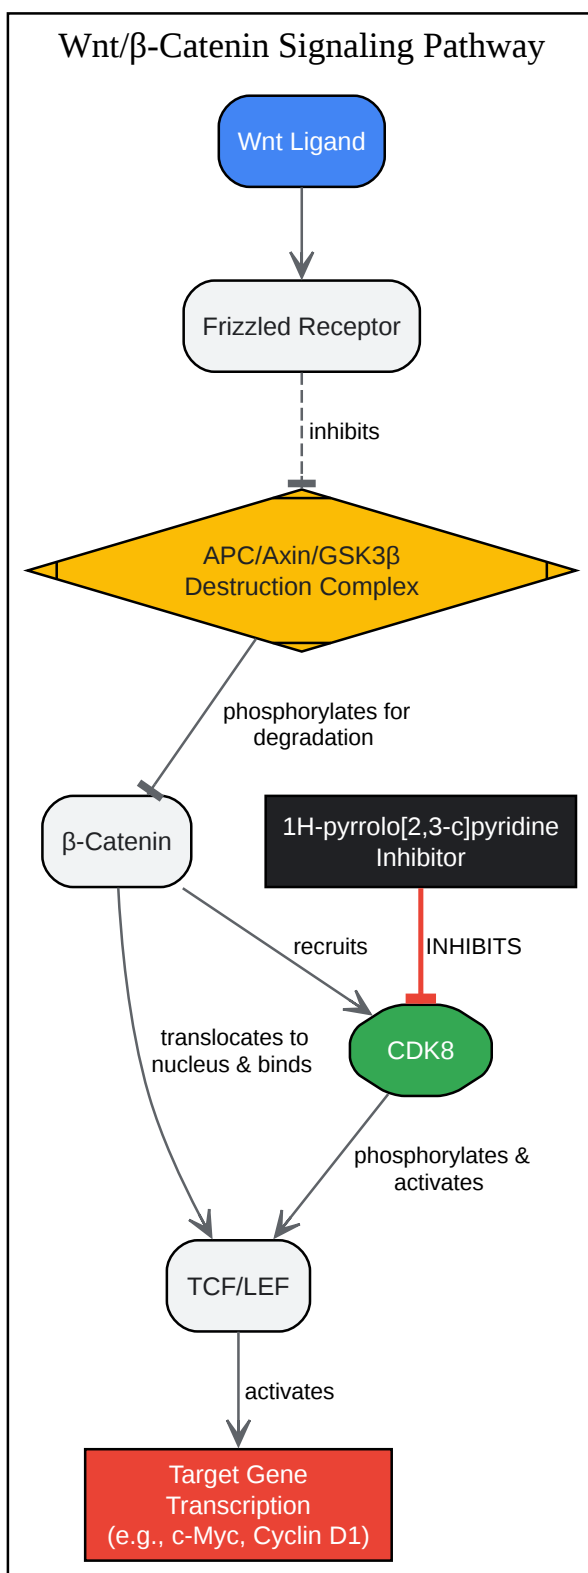 Wnt/β-Catenin Signaling Pathway
Wnt Ligand
Frizzled Receptor
inhibits
APC/Axin/GSK3β
Destruction Complex
phosphorylates for
degradation
β-Catenin
1H-pyrrolo[2,3-c]pyridine
Inhibitor
recruits
INHIBITS
translocates to
nucleus & binds
CDK8
phosphorylates &
activates
TCF/LEF
activates
Target Gene
Transcription
(e.g., c-Myc, Cyclin D1)